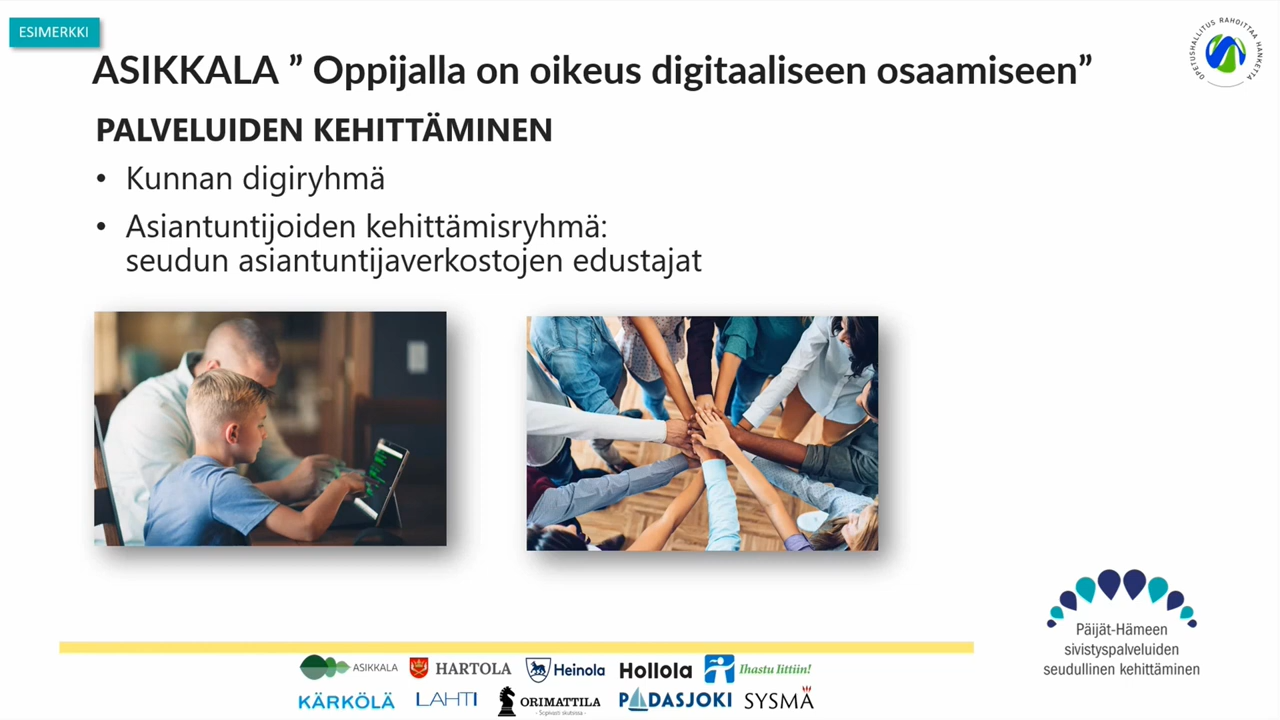 ESIMERKKI
OPETUSHALLITUS RAHOITTAA HANKETTA
ASIKKALA ” Oppijalla on oikeus digitaaliseen osaamiseen”
PALVELUIDEN KEHITTÄMINEN
• Kunnan digiryhmä
• Asiantuntijoiden kehittämisryhmä:
seudun asiantuntijaverkostojen edustajat
Päijät-Hämeen
sivistyspalveluiden
seudullinen kehittäminen
ASIKKALA HARTOLA Heinola Hollola Ihastu Iittiin!
KÄRKÖLÄ LAHTI ORIMATTILA PADASJOKI SYSMÄ